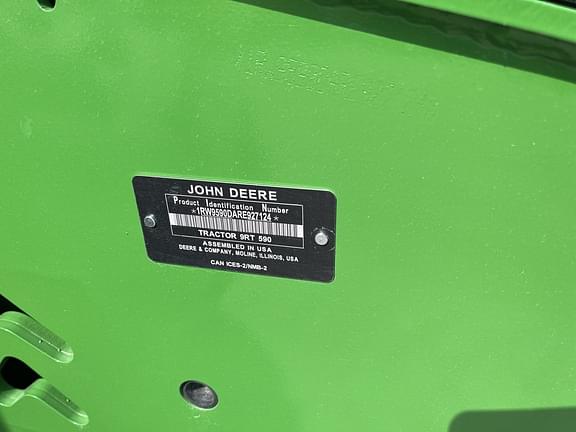 JOHN DEERE
Product Identification Number
*1RW9590DARE927124*
TRACTOR 9RT 590
ASSEMBLED IN USA
DEERE & COMPANY, MOLINE, ILLINOIS, USA
CAN ICES-2/NMB-2